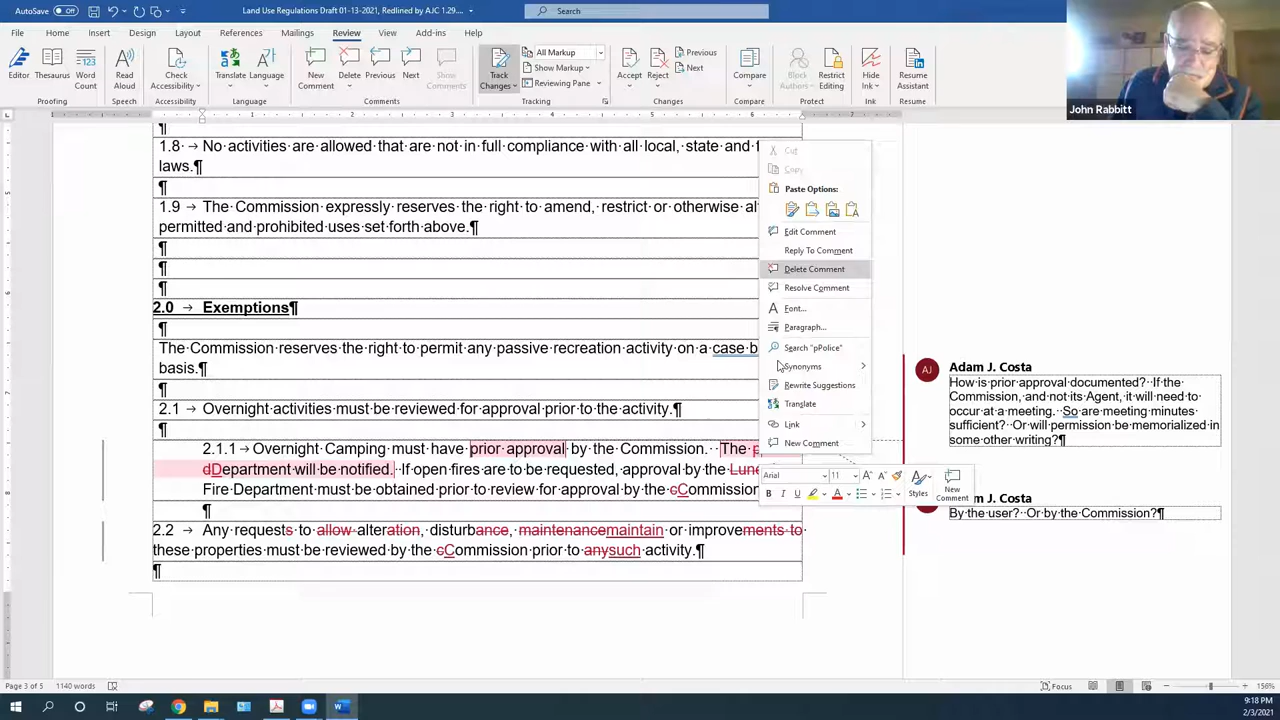 AutoSave Off
Land Use Regulations Draft 01-13-2021, Redlined by AJC 1.29...
Search
File Home Insert Design Layout References Mailings Review View Add-ins Help
Editor
Thesaurus
Word Count
Proofing
Read Aloud
Speech
Check Accessibility
Accessibility
Translate
Language
Language
New Comment
Delete
Previous
Next
Show Comments
Comments
Track Changes
All Markup
Show Markup
Reviewing Pane
Tracking
Accept
Reject
Previous
Next
Changes
Compare
Compare
Block Authors
Restrict Editing
Protect
Hide Ink
Ink
Resume Assistant
Resume
John Rabbitt
1.8 → No activities are allowed that are not in full compliance with all local, state and f
laws.¶
¶
1.9 → The Commission expressly reserves the right to amend, restrict or otherwise al
permitted and prohibited uses set forth above.¶
¶
¶
¶
2.0 → Exemptions¶
¶
The Commission reserves the right to permit any passive recreation activity on a case b
basis.¶
¶
2.1 → Overnight activities must be reviewed for approval prior to the activity.¶
¶
2.1.1 → Overnight Camping must have prior approval by the Commission. The p
dDepartment will be notified. If open fires are to be requested, approval by the Lune
Fire Department must be obtained prior to review for approval by the cCommission
¶
2.2 → Any requests to allow alteration, disturbance, maintenancemaintain or improvements to
these properties must be reviewed by the cCommission prior to anysuch activity.¶
¶
Cut
Copy
Paste Options:
Edit Comment
Reply To Comment
Delete Comment
Resolve Comment
Font...
Paragraph...
Search "pPolice"
Synonyms
Rewrite Suggestions
Translate
Link
New Comment
Arial 11
B I U
Styles
New Comment
AJ
Adam J. Costa
How is prior approval documented? If the
Commission, and not its Agent, it will need to
occur at a meeting. So are meeting minutes
sufficient? Or will permission be memorialized in
some other writing?¶
m J. Costa
By the user? Or by the Commission?¶
Page 3 of 5 1140 words
Focus
156%
9:18 PM
2/3/2021